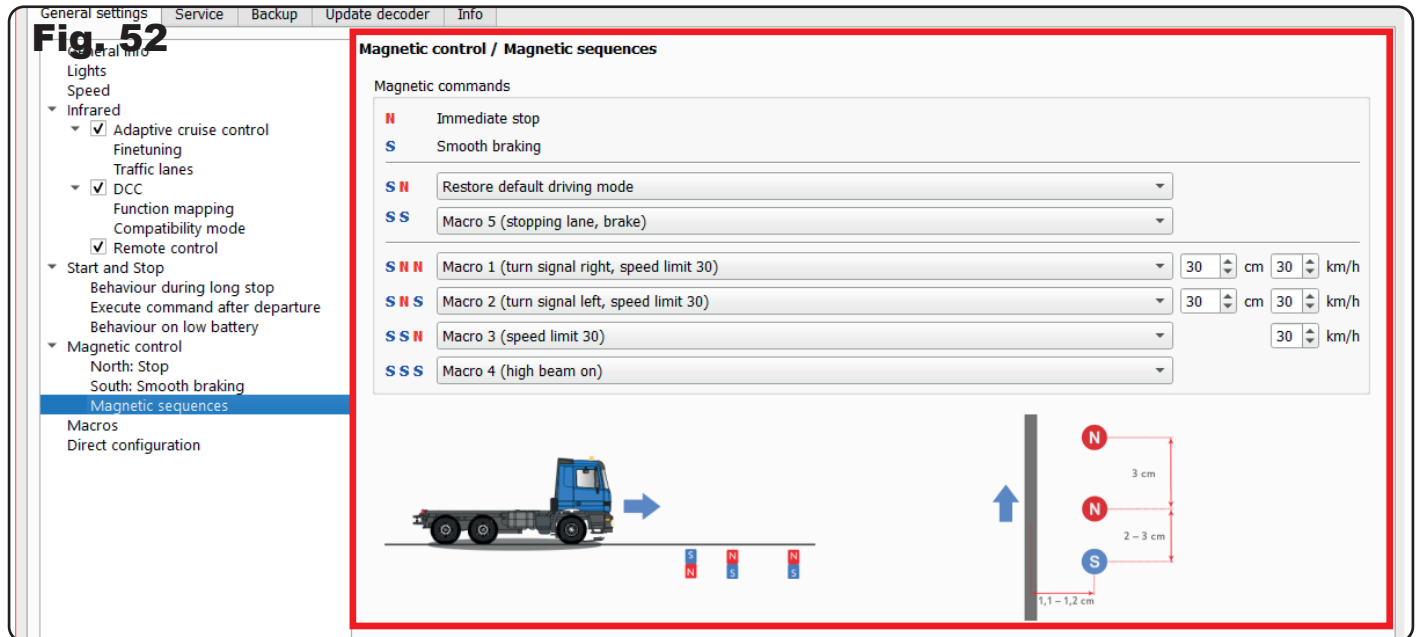 General settings Service Backup Update decoder Info
Fig. 52
General info
Lights
Speed
Infrared
Adaptive cruise control
Finetuning
Traffic lanes
DCC
Function mapping
Compatibility mode
Remote control
Start and Stop
Behaviour during long stop
Execute command after departure
Behaviour on low battery
Magnetic control
North: Stop
South: Smooth braking
Magnetic sequences
Macros
Direct configuration
Magnetic control / Magnetic sequences
Magnetic commands
N Immediate stop
S Smooth braking
S N Restore default driving mode
S S Macro 5 (stopping lane, brake)
S N N Macro 1 (turn signal right, speed limit 30) 30 cm 30 km/h
S N S Macro 2 (turn signal left, speed limit 30) 30 cm 30 km/h
S S N Macro 3 (speed limit 30) 30 km/h
S S S Macro 4 (high beam on)
S N N
N S S
N
3 cm
N
2 – 3 cm
S
1,1 – 1,2 cm